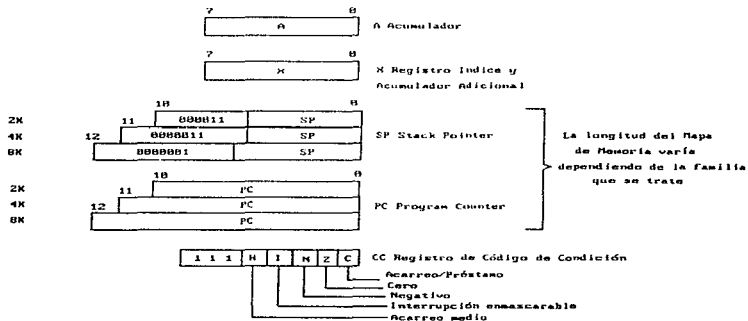 7 0
A A Acumulador
7 0
X X Registro Indice y
Acumulador Adicional
10 0
2K 11 000011 SP
4K 12 0000011 SP SP Stack Pointer
8K 0000001 SP
La longitud del Mapa
de Memoria varía
dependiendo de la familia
que se trate
10 0
2K 11 PC
4K 12 PC PC Program Counter
8K PC
1 1 1 H I N Z C CC Registro de Código de Condición
Acarreo/Préstamo
Cero
Negativo
Interrupción enmascarable
Acarreo medio